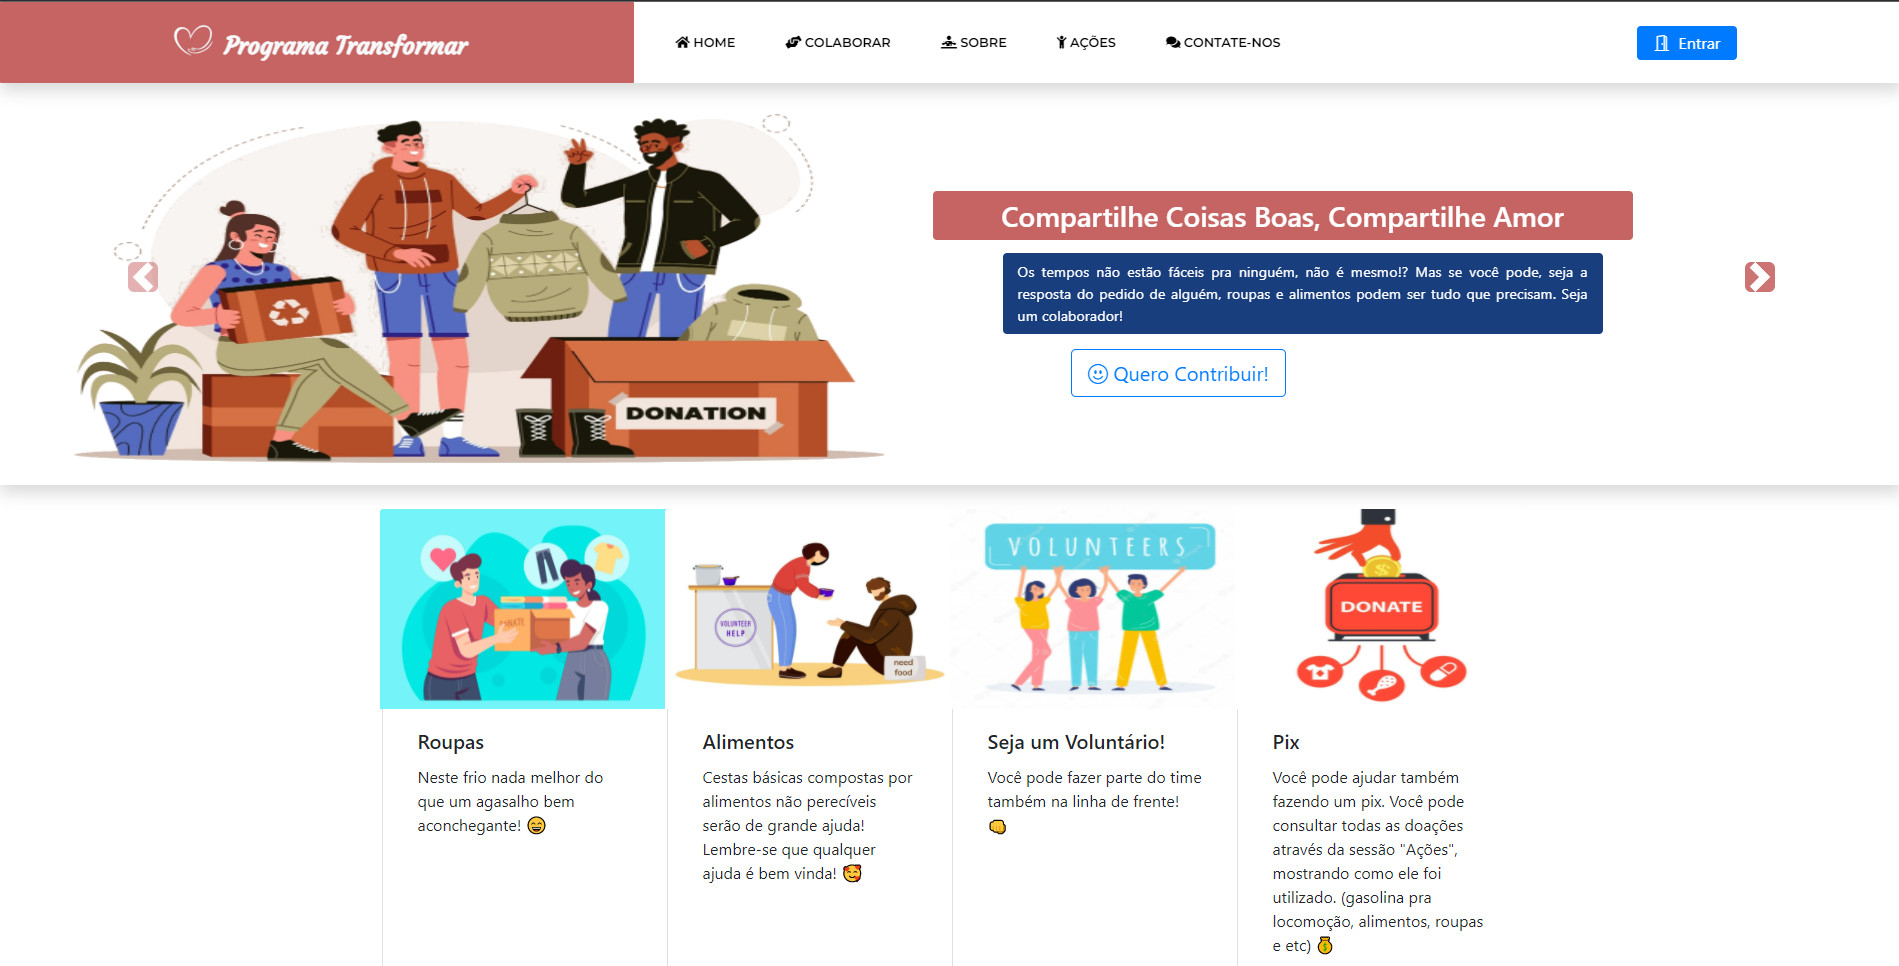 Programa Transformar
HOME
COLABORAR
SOBRE
AÇÕES
CONTATE-NOS
Entrar
DONATION
Compartilhe Coisas Boas, Compartilhe Amor
Os tempos não estão fáceis pra ninguém, não é mesmo!? Mas se você pode, seja a
resposta do pedido de alguém, roupas e alimentos podem ser tudo que precisam. Seja
um colaborador!
Quero Contribuir!
DONATE
Roupas
Neste frio nada melhor do
que um agasalho bem
aconchegante! 😄
VOLUNTEER
HELP
need
food
Alimentos
Cestas básicas compostas por
alimentos não perecíveis
serão de grande ajuda!
Lembre-se que qualquer
ajuda é bem vinda! 🥰
VOLUNTEERS
Seja um Voluntário!
Você pode fazer parte do time
também na linha de frente!
👊
DONATE
Pix
Você pode ajudar também
fazendo um pix. Você pode
consultar todas as doações
através da sessão "Ações",
mostrando como ele foi
utilizado. (gasolina pra
locomoção, alimentos, roupas
e etc) 💰